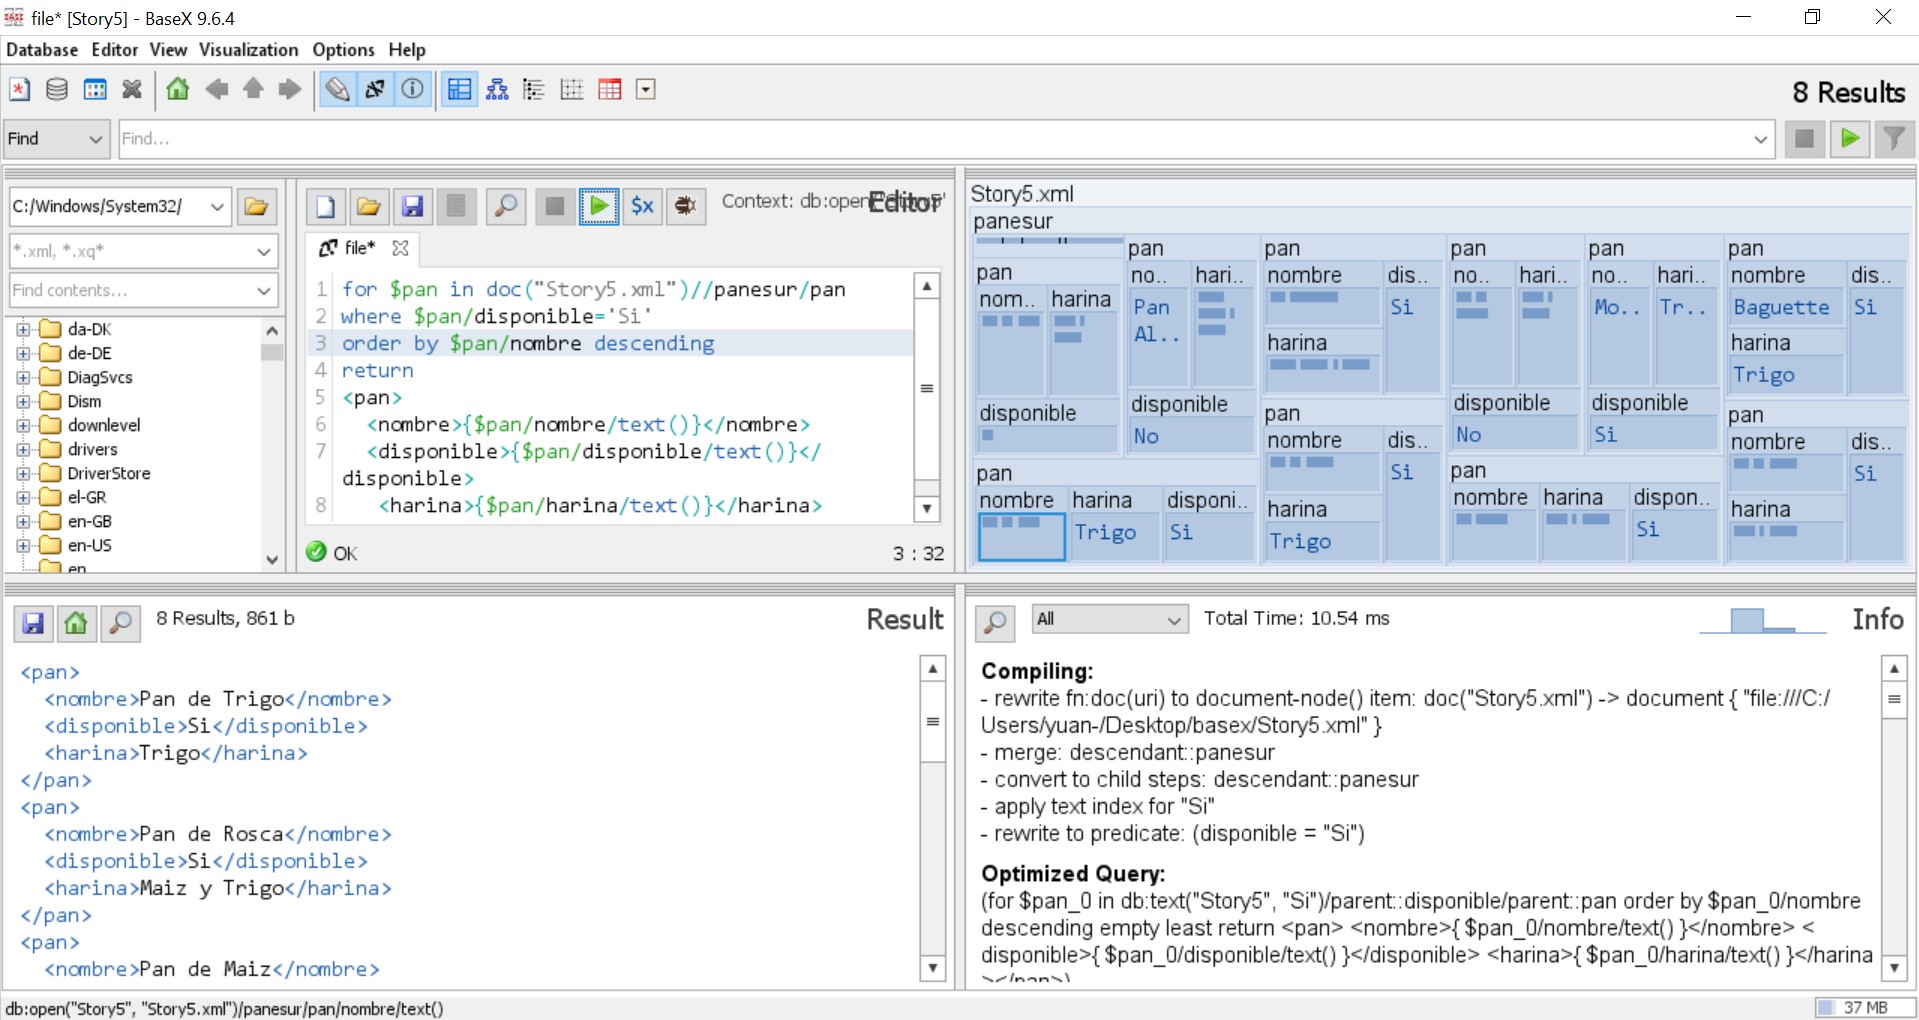 file* [Story5] - BaseX 9.6.4
Database Editor View Visualization Options Help
8 Results
Find
Find...
C:/Windows/System32/
*.xml, *.xq*
Find contents...
da-DK
de-DE
DiagSvcs
Dism
downlevel
drivers
DriverStore
el-GR
en-GB
en-US
en
$x
Context: db:open
Editor
file*
1 for $pan in doc("Story5.xml")//panesur/pan
2 where $pan/disponible='Si'
3 order by $pan/nombre descending
4 return
5 <pan>
6 <nombre>{$pan/nombre/text()}</nombre>
7 <disponible>{$pan/disponible/text()}</
disponible>
8 <harina>{$pan/harina/text()}</harina>
OK
3 : 32
Story5.xml
panesur
pan
nom.. harina
disponible
pan
nombre harina disponi..
Trigo Si
pan
no.. hari..
Pan
Al..
disponible
No
pan
nombre dis..
Si
harina
pan
nombre dis..
Si
harina
Trigo
pan
no.. hari..
disponible
No
pan
no.. hari..
Mo.. Tr..
disponible
Si
pan
nombre harina dispon..
Si
pan
nombre dis..
Baguette Si
harina
Trigo
pan
nombre dis..
Si
harina
8 Results, 861 b
Result
<pan>
<nombre>Pan de Trigo</nombre>
<disponible>Si</disponible>
<harina>Trigo</harina>
</pan>
<pan>
<nombre>Pan de Rosca</nombre>
<disponible>Si</disponible>
<harina>Maiz y Trigo</harina>
</pan>
<pan>
<nombre>Pan de Maiz</nombre>
All
Total Time: 10.54 ms
Info
Compiling:
- rewrite fn:doc(uri) to document-node() item: doc("Story5.xml") -> document { "file:///C:/
Users/yuan-/Desktop/basex/Story5.xml" }
- merge: descendant::panesur
- convert to child steps: descendant::panesur
- apply text index for "Si"
- rewrite to predicate: (disponible = "Si")
Optimized Query:
(for $pan_0 in db:text("Story5", "Si")/parent::disponible/parent::pan order by $pan_0/nombre
descending empty least return <pan> <nombre>{ $pan_0/nombre/text() }</nombre> <
disponible>{ $pan_0/disponible/text() }</disponible> <harina>{ $pan_0/harina/text() }</harina
></pan>)
db:open("Story5", "Story5.xml")/panesur/pan/nombre/text()
37 MB